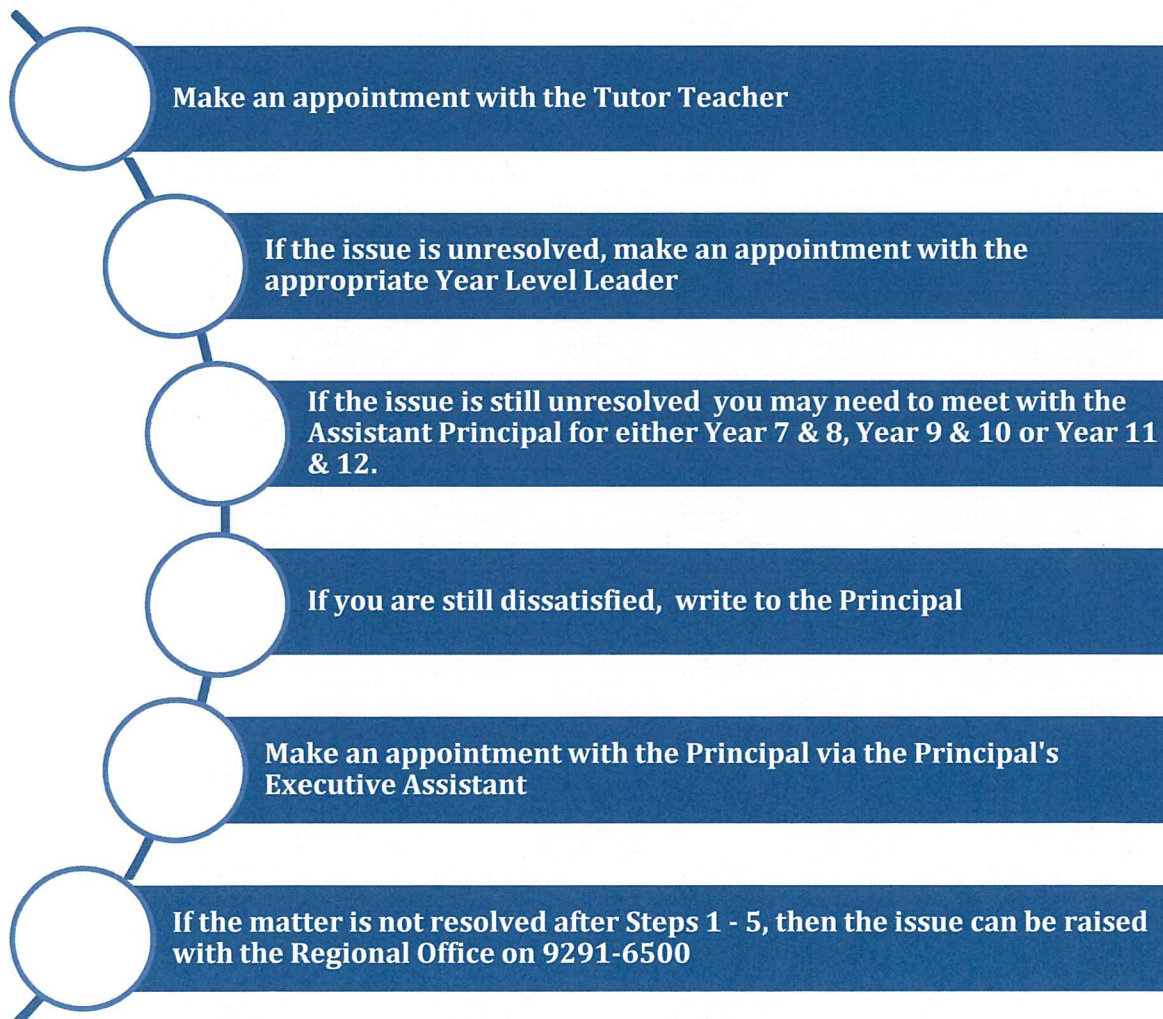 Make an appointment with the Tutor Teacher
If the issue is unresolved, make an appointment with the
appropriate Year Level Leader
If the issue is still unresolved  you may need to meet with the
Assistant Principal for either Year 7 & 8, Year 9 & 10 or Year 11
& 12.
If you are still dissatisfied,  write to the Principal
Make an appointment with the Principal via the Principal's
Executive Assistant
If the matter is not resolved after Steps 1 - 5, then the issue can be raised
with the Regional Office on 9291-6500